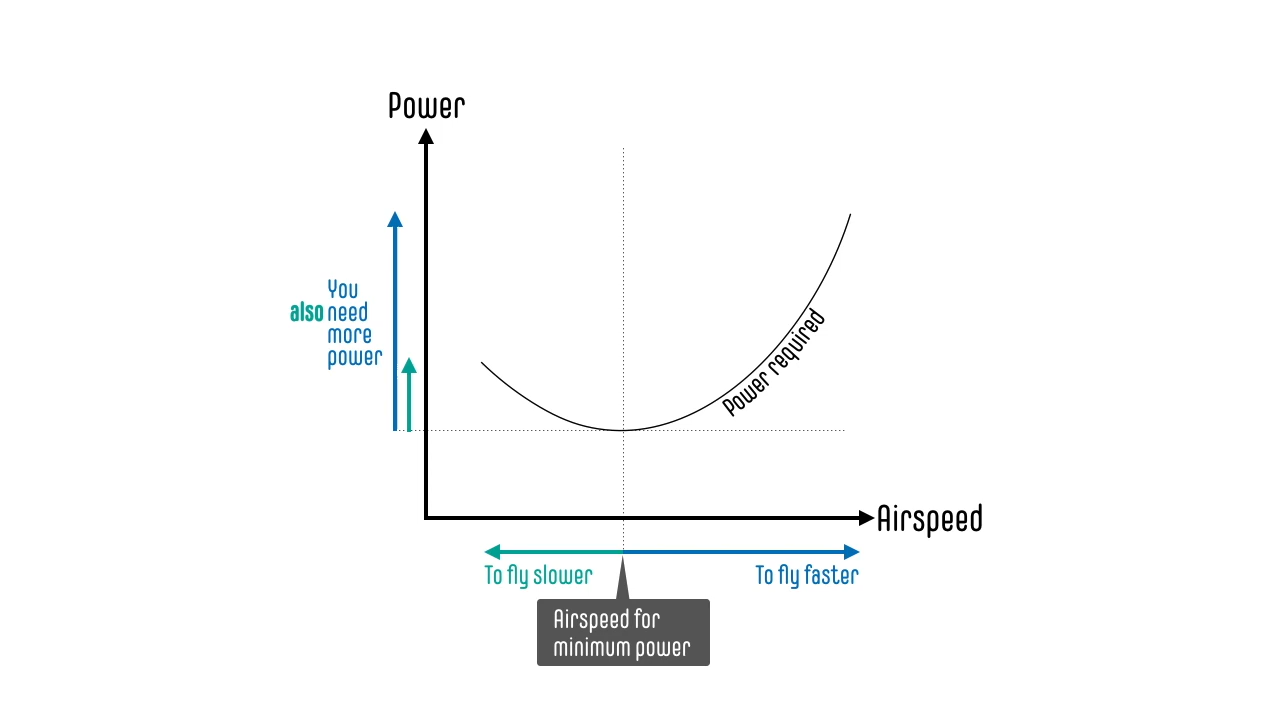 Power
You
also need
more
power
Power required
Airspeed
To fly slower
To fly faster
Airspeed for
minimum power